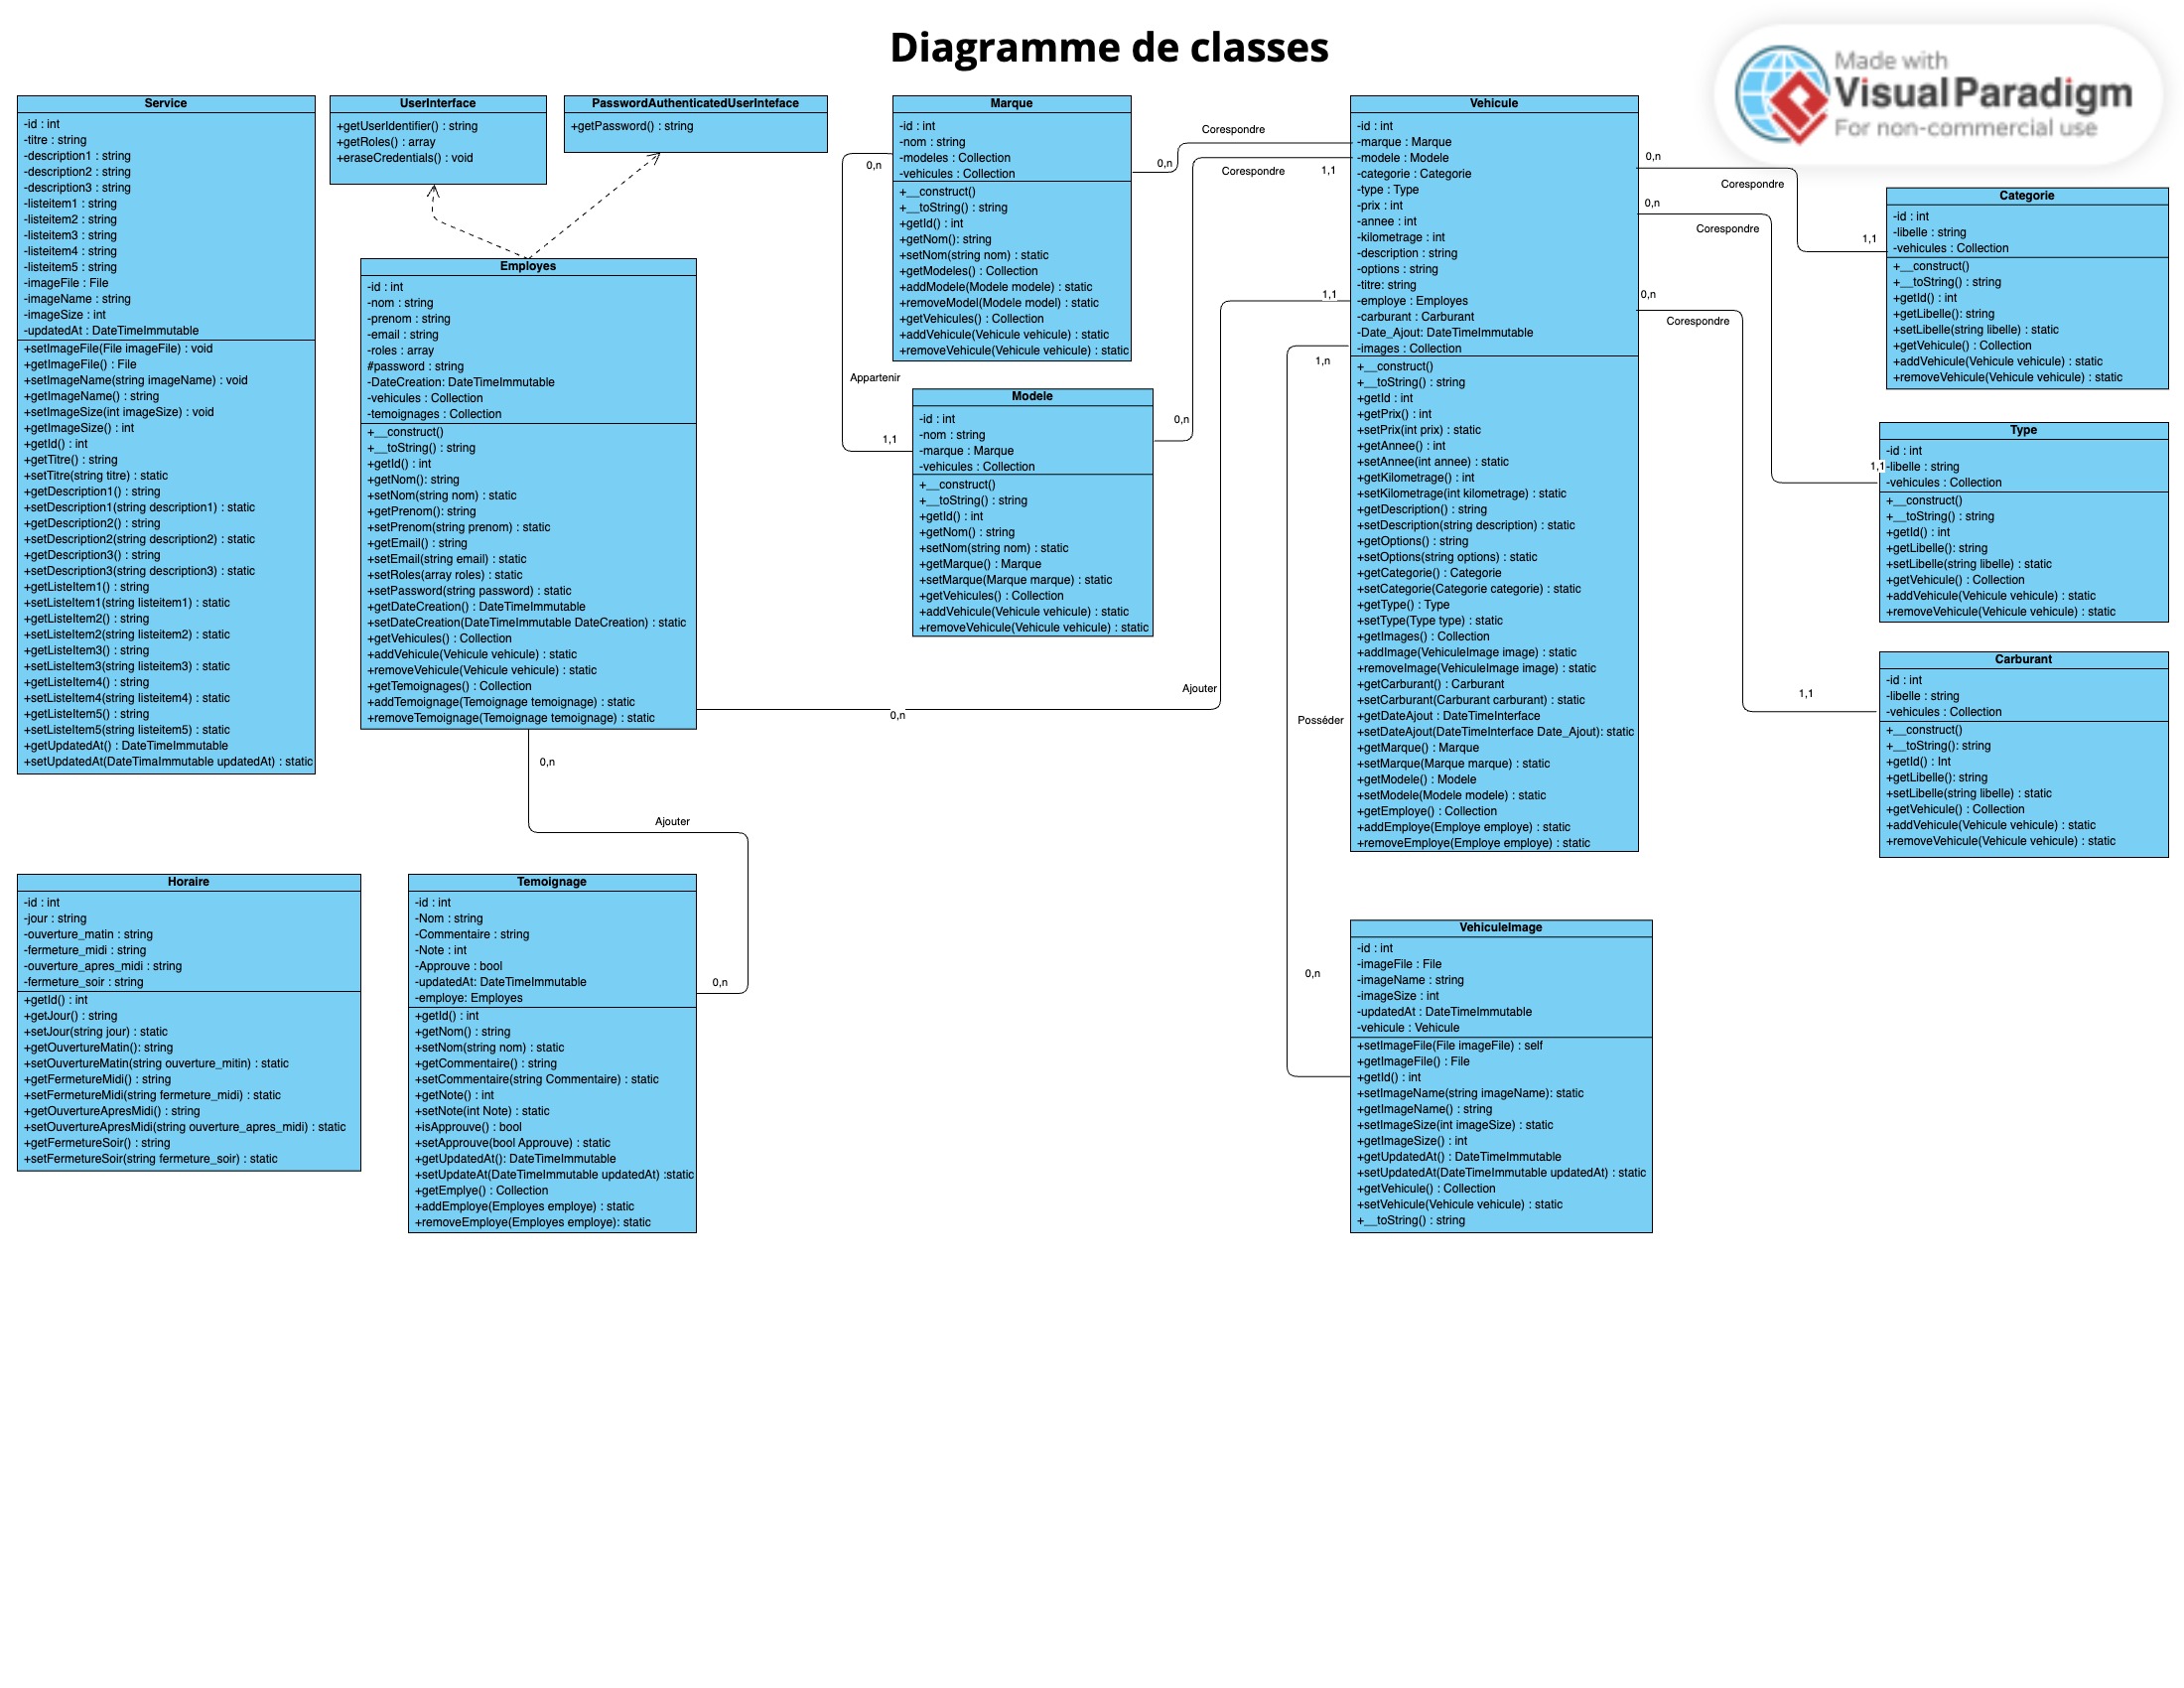 Diagramme de classes
Made with
Visual Paradigm
For non-commercial use
Service
-id : int
-titre : string
-description1 : string
-description2 : string
-description3 : string
-listeitem1 : string
-listeitem2 : string
-listeitem3 : string
-listeitem4 : string
-listeitem5 : string
-imageFile : File
-imageName : string
-imageSize : int
-updatedAt : DateTimeImmutable
+setImageFile(File imageFile) : void
+getImageFile() : File
+setImageName(string imageName) : void
+getImageName() : string
+setImageSize(int imageSize) : void
+getImageSize() : int
+getId() : int
+getTitre() : string
+setTitre(string titre) : static
+getDescription1() : string
+setDescription1(string description1) : static
+getDescription2() : string
+setDescription2(string description2) : static
+getDescription3() : string
+setDescription3(string description3) : static
+getListeItem1() : string
+setListeItem1(string listeitem1) : static
+getListeItem2() : string
+setListeItem2(string listeitem2) : static
+getListeItem3() : string
+setListeItem3(string listeitem3) : static
+getListeItem4() : string
+setListeItem4(string listeitem4) : static
+getListeItem5() : string
+setListeItem5(string listeitem5) : static
+getUpdatedAt() : DateTimeImmutable
+setUpdatedAt(DateTimaImmutable updatedAt) : static
UserInterface
+getUserIdentifier() : string
+getRoles() : array
+eraseCredentials() : void
PasswordAuthenticatedUserInteface
+getPassword() : string
Employes
-id : int
-nom : string
-prenom : string
-email : string
-roles : array
#password : string
-DateCreation: DateTimeImmutable
-vehicules : Collection
-temoignages : Collection
+__construct()
+__toString() : string
+getId() : int
+getNom(): string
+setNom(string nom) : static
+getPrenom(): string
+setPrenom(string prenom) : static
+getEmail() : string
+setEmail(string email) : static
+setRoles(array roles) : static
+setPassword(string password) : static
+getDateCreation() : DateTimeImmutable
+setDateCreation(DateTimeImmutable DateCreation) : static
+getVehicules() : Collection
+addVehicule(Vehicule vehicule) : static
+removeVehicule(Vehicule vehicule) : static
+getTemoignages() : Collection
+addTemoignage(Temoignage temoignage) : static
+removeTemoignage(Temoignage temoignage) : static
Marque
-id : int
-nom : string
-modeles : Collection
-vehicules : Collection
+__construct()
+__toString() : string
+getId() : int
+getNom(): string
+setNom(string nom) : static
+getModeles() : Collection
+addModele(Modele modele) : static
+removeModel(Modele model) : static
+getVehicules() : Collection
+addVehicule(Vehicule vehicule) : static
+removeVehicule(Vehicule vehicule) : static
0,n
Appartenir
1,1
Modele
-id : int
-nom : string
-marque : Marque
-vehicules : Collection
+__construct()
+__toString() : string
+getId() : int
+getNom() : string
+setNom(string nom) : static
+getMarque() : Marque
+setMarque(Marque marque) : static
+getVehicules() : Collection
+addVehicule(Vehicule vehicule) : static
+removeVehicule(Vehicule vehicule) : static
Corespondre
0,n
Corespondre
1,1
0,n
1,1
Ajouter
0,n
1,n
Posséder
0,n
Vehicule
-id : int
-marque : Marque
-modele : Modele
-categorie : Categorie
-type : Type
-prix : int
-annee : int
-kilometrage : int
-description : string
-options : string
-titre: string
-employe : Employes
-carburant : Carburant
-Date_Ajout: DateTimeImmutable
-images : Collection
+__construct()
+__toString() : string
+getId : int
+getPrix() : int
+setPrix(int prix) : static
+getAnnee() : int
+setAnnee(int annee) : static
+getKilometrage() : int
+setKilometrage(int kilometrage) : static
+getDescription() : string
+setDescription(string description) : static
+getOptions() : string
+setOptions(string options) : static
+getCategorie() : Categorie
+setCategorie(Categorie categorie) : static
+getType() : Type
+setType(Type type) : static
+getImages() : Collection
+addImage(VehiculeImage image) : static
+removeImage(VehiculeImage image) : static
+getCarburant() : Carburant
+setCarburant(Carburant carburant) : static
+getDateAjout : DateTimeInterface
+setDateAjout(DateTimeInterface Date_Ajout): static
+getMarque() : Marque
+setMarque(Marque marque) : static
+getModele() : Modele
+setModele(Modele modele) : static
+getEmploye() : Collection
+addEmploye(Employe employe) : static
+removeEmploye(Employe employe) : static
0,n
Corespondre
1,1
0,n
Corespondre
1,1
0,n
Corespondre
1,1
Categorie
-id : int
-libelle : string
-vehicules : Collection
+__construct()
+__toString() : string
+getId() : int
+getLibelle(): string
+setLibelle(string libelle) : static
+getVehicule() : Collection
+addVehicule(Vehicule vehicule) : static
+removeVehicule(Vehicule vehicule) : static
Type
-id : int
-libelle : string
-vehicules : Collection
+__construct()
+__toString() : string
+getId() : int
+getLibelle(): string
+setLibelle(string libelle) : static
+getVehicule() : Collection
+addVehicule(Vehicule vehicule) : static
+removeVehicule(Vehicule vehicule) : static
Carburant
-id : int
-libelle : string
-vehicules : Collection
+__construct()
+__toString(): string
+getId() : Int
+getLibelle(): string
+setLibelle(string libelle) : static
+getVehicule() : Collection
+addVehicule(Vehicule vehicule) : static
+removeVehicule(Vehicule vehicule) : static
0,n
Ajouter
0,n
Horaire
-id : int
-jour : string
-ouverture_matin : string
-fermeture_midi : string
-ouverture_apres_midi : string
-fermeture_soir : string
+getId() : int
+getJour() : string
+setJour(string jour) : static
+getOuvertureMatin(): string
+setOuvertureMatin(string ouverture_mitin) : static
+getFermetureMidi() : string
+setFermetureMidi(string fermeture_midi) : static
+getOuvertureApresMidi() : string
+setOuvertureApresMidi(string ouverture_apres_midi) : static
+getFermetureSoir() : string
+setFermetureSoir(string fermeture_soir) : static
Temoignage
-id : int
-Nom : string
-Commentaire : string
-Note : int
-Approuve : bool
-updatedAt: DateTimeImmutable
-employe: Employes
+getId() : int
+getNom() : string
+setNom(string nom) : static
+getCommentaire() : string
+setCommentaire(string Commentaire) : static
+getNote() : int
+setNote(int Note) : static
+isApprouve() : bool
+setApprouve(bool Approuve) : static
+getUpdatedAt(): DateTimeImmutable
+setUpdateAt(DateTimeImmutable updatedAt) :static
+getEmplye() : Collection
+addEmploye(Employes employe) : static
+removeEmploye(Employes employe): static
VehiculeImage
-id : int
-imageFile : File
-imageName : string
-imageSize : int
-updatedAt : DateTimeImmutable
-vehicule : Vehicule
+setImageFile(File imageFile) : self
+getImageFile() : File
+getId() : int
+setImageName(string imageName): static
+getImageName() : string
+setImageSize(int imageSize) : static
+getImageSize() : int
+getUpdatedAt() : DateTimeImmutable
+setUpdatedAt(DateTimeImmutable updatedAt) : static
+getVehicule() : Collection
+setVehicule(Vehicule vehicule) : static
+__toString() : string